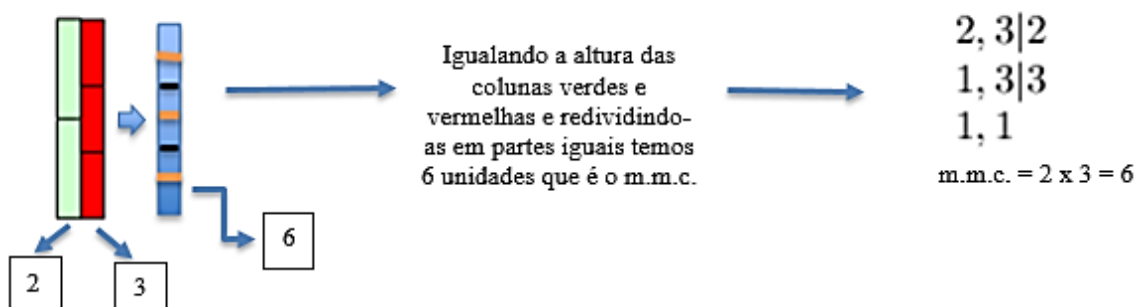 2
3
6
Igualando a altura das
colunas verdes e
vermelhas e redividindo-
as em partes iguais temos
6 unidades que é o m.m.c.
2, 3|2
1, 3|3
1, 1
m.m.c. = 2 x 3 = 6